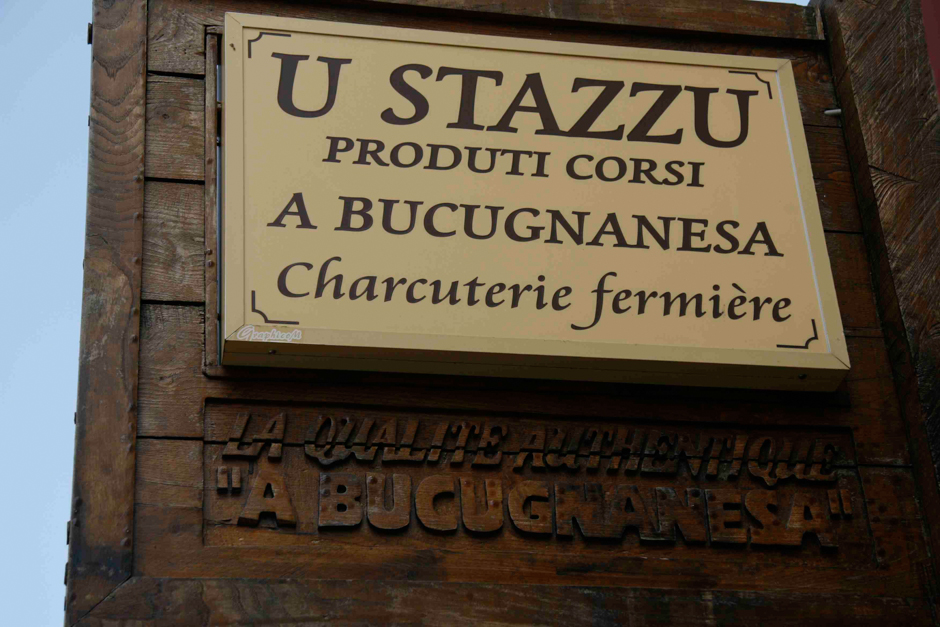 U STAZZU
PRODUTI CORSI
A BUCUGNANESA
Charcuterie fermière
LA QUALITE AUTHENTIQUE
"A BUCUGNANESA"